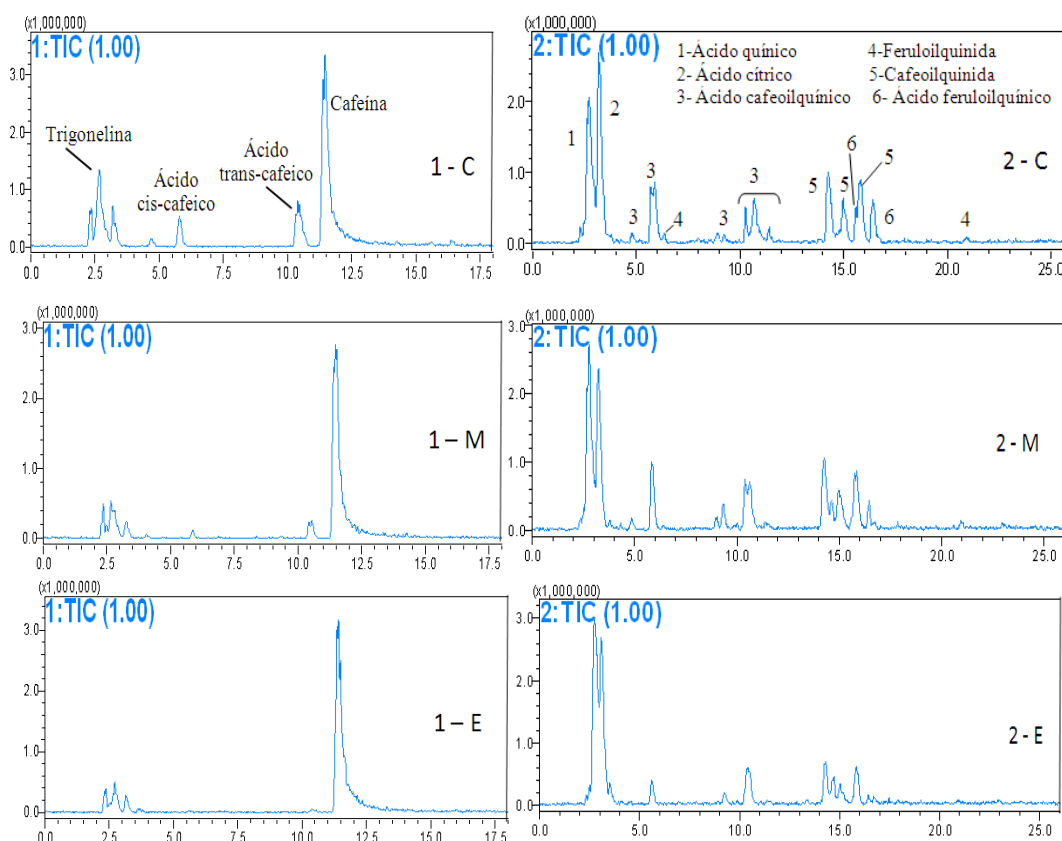 (x1,000,000)
1:TIC (1.00)
3.0
2.0
1.0
0.0
0.0 2.5 5.0 7.5 10.0 12.5 15.0 17.5
Trigonelina
Ácido
cis-cafeico
Ácido
trans-cafeico
Cafeína
1 - C
(x1,000,000)
2:TIC (1.00)
2.0
1.0
0.0
0.0 5.0 10.0 15.0 20.0 25.0
1-Ácido quínico 4-Feruloilquinida
2- Ácido cítrico 5-Cafeoilquinida
3- Ácido cafeoilquínico 6- Ácido feruloilquínico
1 2 3 3 4 3 3 5 5 6 5 6 4
2 - C
(x1,000,000)
1:TIC (1.00)
3.0
2.0
1.0
0.0
0.0 2.5 5.0 7.5 10.0 12.5 15.0 17.5
1 – M
(x1,000,000)
2:TIC (1.00)
3.0
2.0
1.0
0.0
0.0 5.0 10.0 15.0 20.0 25.0
2-M
(x1,000,000)
1:TIC (1.00)
3.0
2.0
1.0
0.0
0.0 2.5 5.0 7.5 10.0 12.5 15.0 17.5
1 – E
(x1,000,000)
2:TIC (1.00)
3.0
2.0
1.0
0.0
0.0 5.0 10.0 15.0 20.0 25.0
2 - E